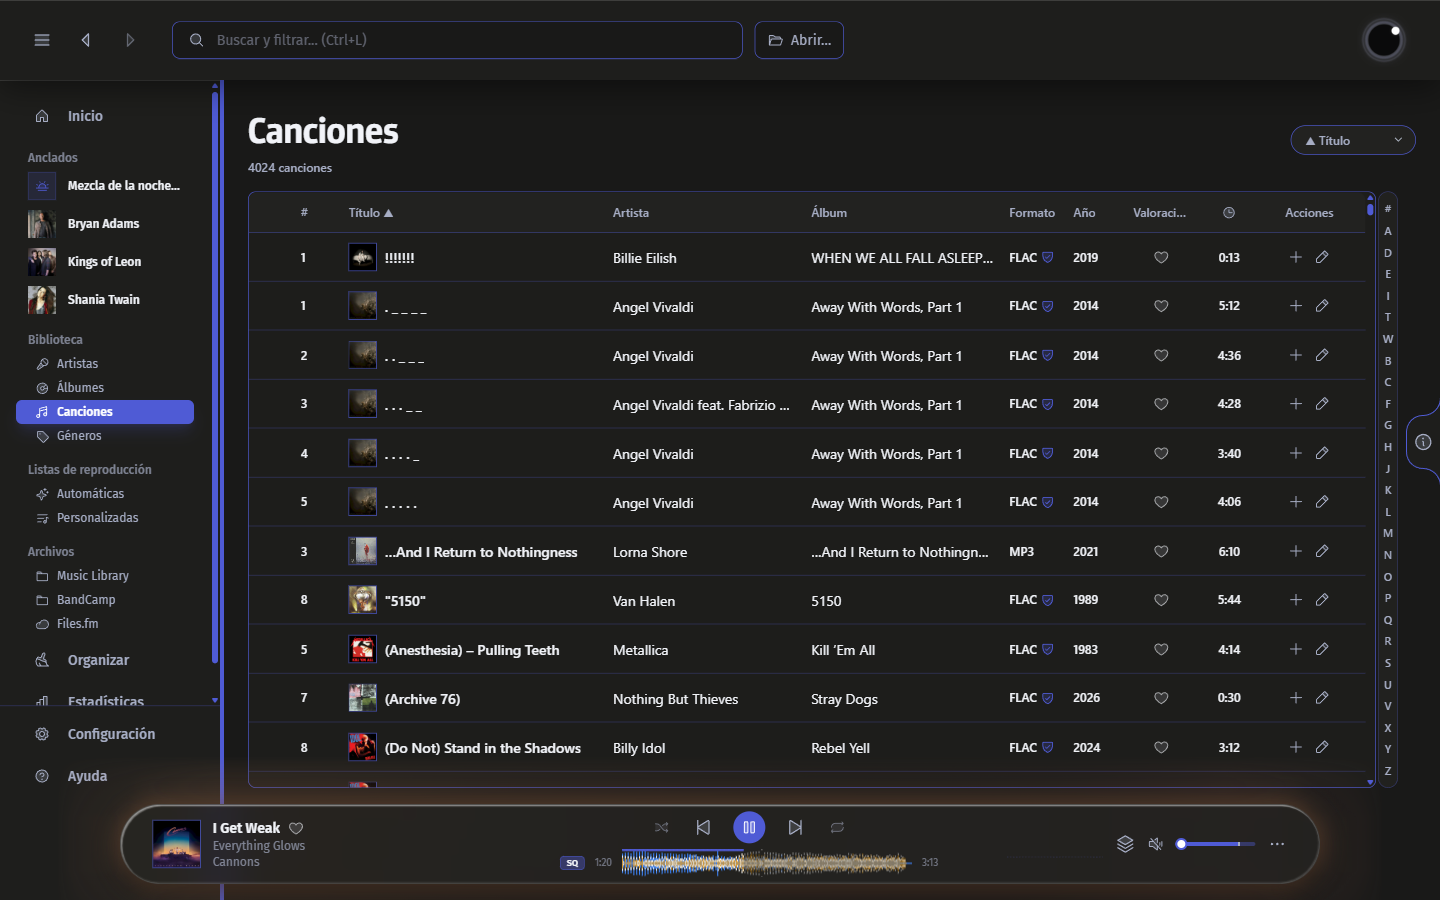 Buscar y filtrar... (Ctrl+L)
Abrir...
Inicio
Anclados
Mezcla de la noche...
Bryan Adams
Kings of Leon
Shania Twain
Biblioteca
Artistas
Álbumes
Canciones
Géneros
Listas de reproducción
Automáticas
Personalizadas
Archivos
Music Library
BandCamp
Files.fm
Organizar
Estadísticas
Configuración
Ayuda
Canciones
4024 canciones
▲ Título
# Título ▲ Artista Álbum Formato Año Valoraci... Acciones
1 !!!!!!! Billie Eilish WHEN WE ALL FALL ASLEEP... FLAC 2019 0:13
1 . _ _ _ _ Angel Vivaldi Away With Words, Part 1 FLAC 2014 5:12
2 . . _ _ _ Angel Vivaldi Away With Words, Part 1 FLAC 2014 4:36
3 . . . _ _ Angel Vivaldi feat. Fabrizio ... Away With Words, Part 1 FLAC 2014 4:28
4 . . . . _ Angel Vivaldi Away With Words, Part 1 FLAC 2014 3:40
5 . . . . . Angel Vivaldi Away With Words, Part 1 FLAC 2014 4:06
3 ...And I Return to Nothingness Lorna Shore ...And I Return to Nothingn... MP3 2021 6:10
8 "5150" Van Halen 5150 FLAC 1989 5:44
5 (Anesthesia) – Pulling Teeth Metallica Kill ’Em All FLAC 1983 4:14
7 (Archive 76) Nothing But Thieves Stray Dogs FLAC 2026 0:30
8 (Do Not) Stand in the Shadows Billy Idol Rebel Yell FLAC 2024 3:12
#
A
D
E
I
T
W
B
C
F
G
H
J
K
L
M
N
O
P
Q
R
S
U
V
X
Y
Z
I Get Weak
Everything Glows
Cannons
SQ 1:20 3:13